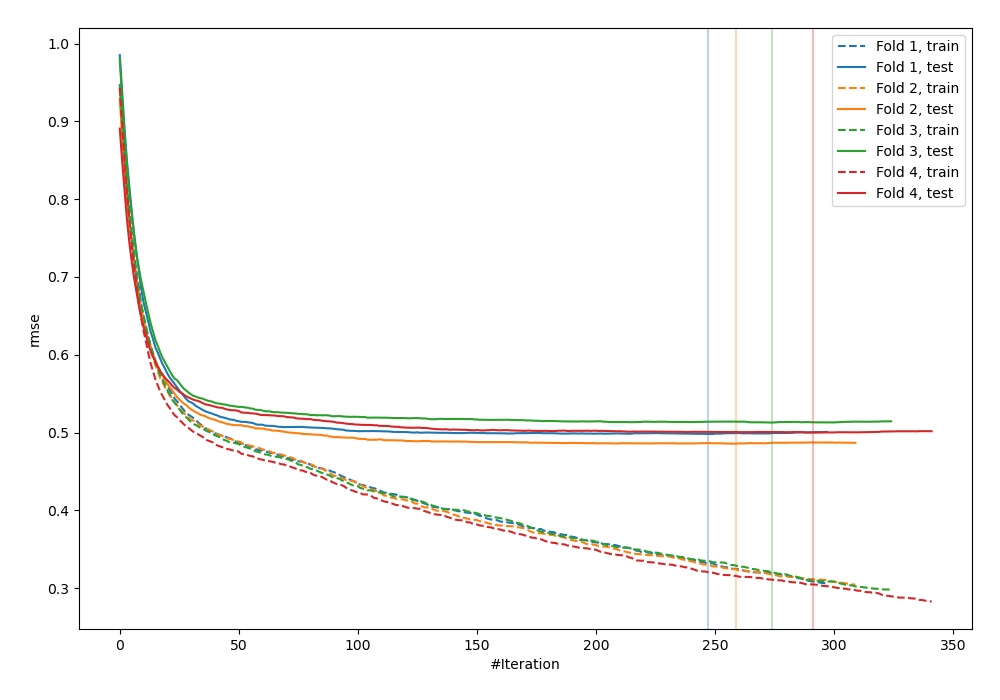 1.0
0.9
0.8
0.7
0.6
0.5
0.4
0.3
rmse
0
50
100
150
200
250
300
350
#Iteration
Fold 1, train
Fold 1, test
Fold 2, train
Fold 2, test
Fold 3, train
Fold 3, test
Fold 4, train
Fold 4, test